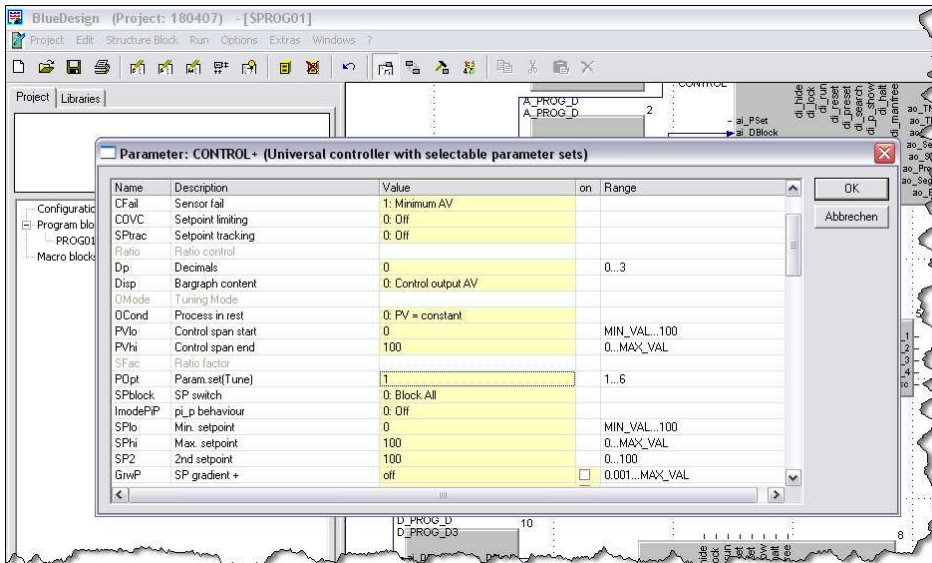 BlueDesign (Project: 180407) - [$PROG01]
Project Edit Structure Block Run Options Extras Windows ?
Project Libraries
CONTROL
A_PROG_D
A_PROG_D 2
di_hide
di_lock
di_run
di_reset
di_preset
di_search
di_p_show
di_halt
di_manfree
ai_PSet
ai_DBlock
Parameter: CONTROL+ (Universal controller with selectable parameter sets)
Name Description Value on Range
CFail Sensor fail 1: Minimum AV
COVC Setpoint limiting 0: Off
SPtrac Setpoint tracking 0: Off
Ratio Ratio control
Dp Decimals 0 0...3
Disp Bargraph content 0: Control output AV
OMode Tuning Mode
OCond Process in rest 0: PV = constant
PVlo Control span start 0 MIN_VAL...100
PVhi Control span end 100 0...MAX_VAL
SFac Ratio factor
POpt Param.set(Tune) 1 1...6
SPblock SP switch 0: Block All
ImodePiP pi_p behaviour 0: Off
SPlo Min. setpoint 0 MIN_VAL...100
SPhi Max. setpoint 100 0...MAX_VAL
SP2 2nd setpoint 100 0...100
GrwP SP gradient + off 0.001...MAX_VAL
OK
Abbrechen
Configuratio
Program blo
PROG01
Macro block
D_PROG_D 10
D_PROG_D3
8